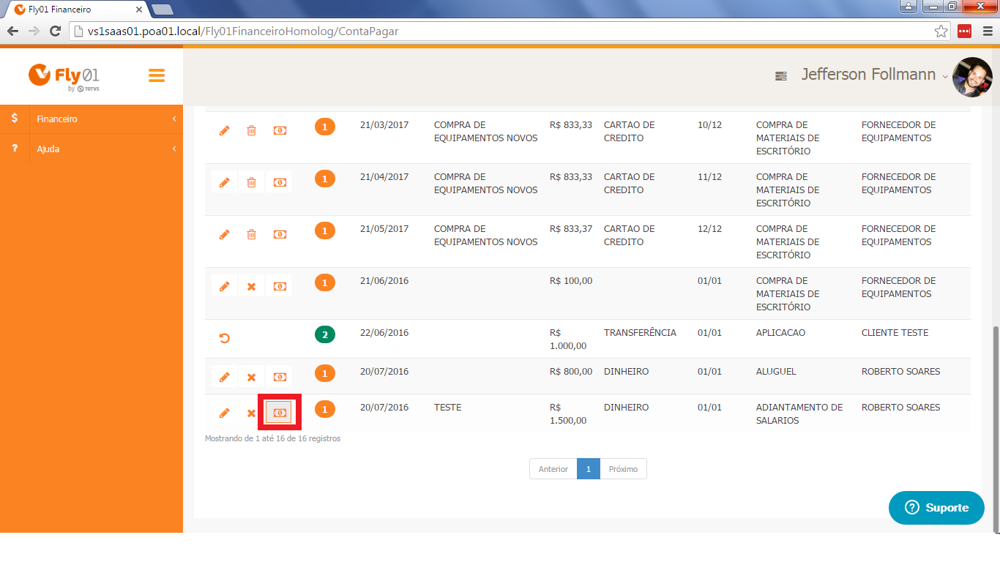 Fly01 Financeiro
vs1saas01.poa01.local/Fly01FinanceiroHomolog/ContaPagar
Fly01
by TOTVS
Jefferson Follmann
$ Financeiro
? Ajuda
1 21/03/2017 COMPRA DE R$ 833,33 CARTAO DE 10/12 COMPRA DE FORNECEDOR DE
EQUIPAMENTOS NOVOS CREDITO MATERIAIS DE EQUIPAMENTOS
ESCRITÓRIO
1 21/04/2017 COMPRA DE R$ 833,33 CARTAO DE 11/12 COMPRA DE FORNECEDOR DE
EQUIPAMENTOS NOVOS CREDITO MATERIAIS DE EQUIPAMENTOS
ESCRITÓRIO
1 21/05/2017 COMPRA DE R$ 833,37 CARTAO DE 12/12 COMPRA DE FORNECEDOR DE
EQUIPAMENTOS NOVOS CREDITO MATERIAIS DE EQUIPAMENTOS
ESCRITÓRIO
1 21/06/2016 R$ 100,00 01/01 COMPRA DE FORNECEDOR DE
MATERIAIS DE EQUIPAMENTOS
ESCRITÓRIO
2 22/06/2016 R$ TRANSFERÊNCIA 01/01 APLICACAO CLIENTE TESTE
1.000,00
1 20/07/2016 R$ 800,00 DINHEIRO 01/01 ALUGUEL ROBERTO SOARES
1 20/07/2016 TESTE R$ DINHEIRO 01/01 ADIANTAMENTO DE ROBERTO SOARES
1.500,00 SALARIOS
Mostrando de 1 até 16 de 16 registros
Anterior 1 Próximo
? Suporte